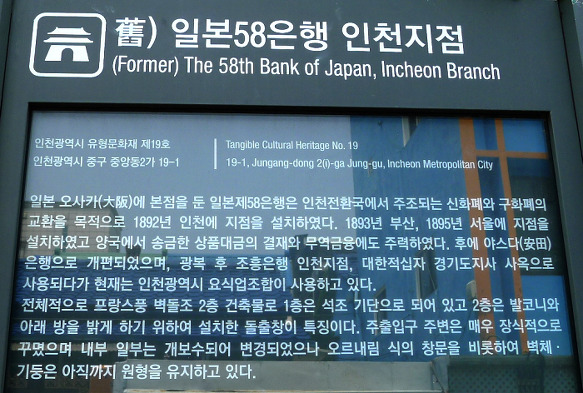 舊) 일본58은행 인천지점
(Former) The 58th Bank of Japan, Incheon Branch
인천광역시 유형문화재 제19호
인천광역시 중구 중앙동2가 19-1
Tangible Cultural Heritage No. 19
19-1, Jungang-dong 2(i)-ga Jung-gu, Incheon Metropolitan City
일본 오사카(大阪)에 본점을 둔 일본제58은행은 인천전환국에서 주조되는 신화폐와 구화폐의
교환을 목적으로 1892년 인천에 지점을 설치하였다. 1893년 부산, 1895년 서울에 지점을
설치하였고 양국에서 송금한 상품대금의 결재와 무역금융에도 주력하였다. 후에 야스다(安田)
은행으로 개편되었으며, 광복 후 조흥은행 인천지점, 대한적십자 경기도지사 사옥으로
사용되다가 현재는 인천광역시 요식업조합이 사용하고 있다.
전체적으로 프랑스풍 벽돌조 2층 건축물로 1층은 석조 기단으로 되어 있고 2층은 발코니와
아래 방을 밝게 하기 위하여 설치한 돌출창이 특징이다. 주출입구 주변은 매우 장식적으로
꾸몄으며 내부 일부는 개보수되어 변경되었으나 오르내림 식의 창문을 비롯하여 벽체·
기둥은 아직까지 원형을 유지하고 있다.